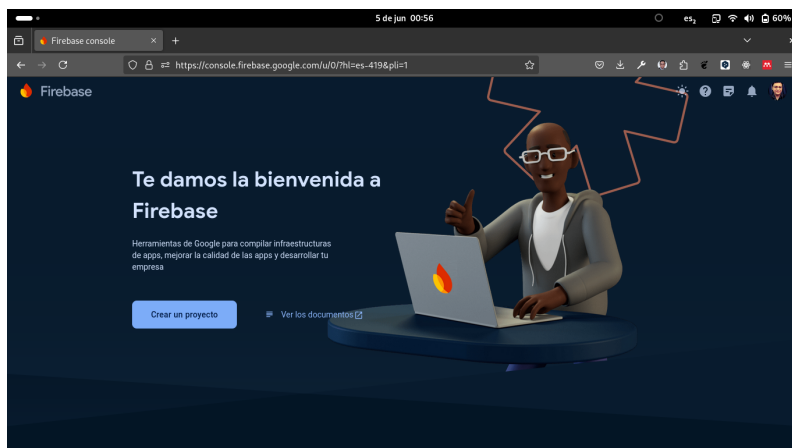 5 de jun 00:56
es₂
60%
Firebase console
https://console.firebase.google.com/u/0/?hl=es-419&pli=1
Firebase
Te damos la bienvenida a
Firebase
Herramientas de Google para compilar infraestructuras
de apps, mejorar la calidad de las apps y desarrollar tu
empresa
Crear un proyecto
Ver los documentos